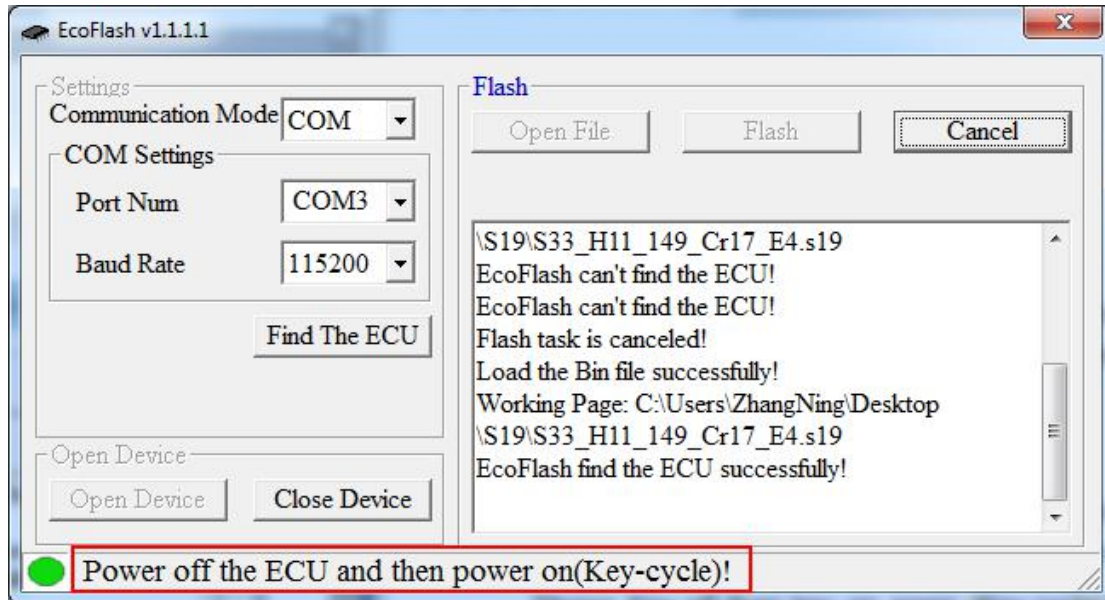 EcoFlash v1.1.1.1
Settings
Communication Mode COM
COM Settings
Port Num COM3
Baud Rate 115200
Find The ECU
Open Device
Open Device Close Device
Flash
Open File Flash Cancel
\S19\S33_H11_149_Cr17_E4.s19
EcoFlash can't find the ECU!
EcoFlash can't find the ECU!
Flash task is canceled!
Load the Bin file successfully!
Working Page: C:\Users\ZhangNing\Desktop
\S19\S33_H11_149_Cr17_E4.s19
EcoFlash find the ECU successfully!
Power off the ECU and then power on(Key-cycle)!